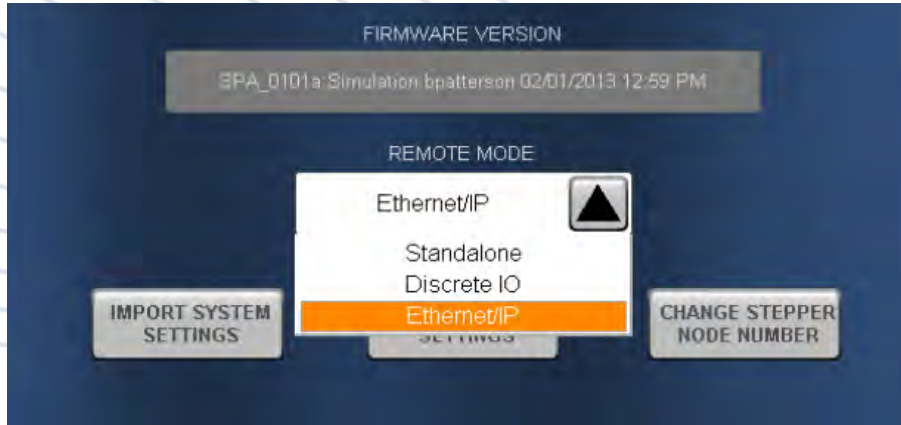 FIRMWARE VERSION
SPA_0101a:Simulation bpatterson 02/01/2013 12:59 PM
REMOTE MODE
Ethernet/IP
Standalone
Discrete IO
Ethernet/IP
IMPORT SYSTEM
SETTINGS
SETTINGS
CHANGE STEPPER
NODE NUMBER